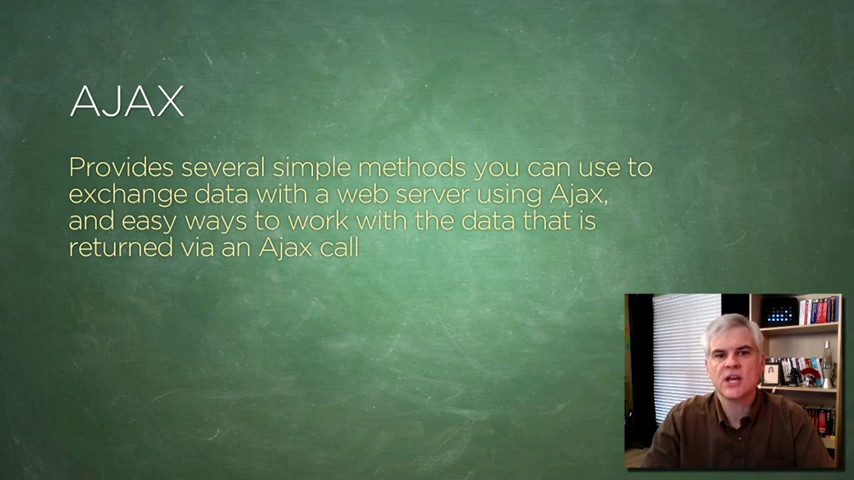 AJAX
Provides several simple methods you can use to
exchange data with a web server using Ajax,
and easy ways to work with the data that is
returned via an Ajax call